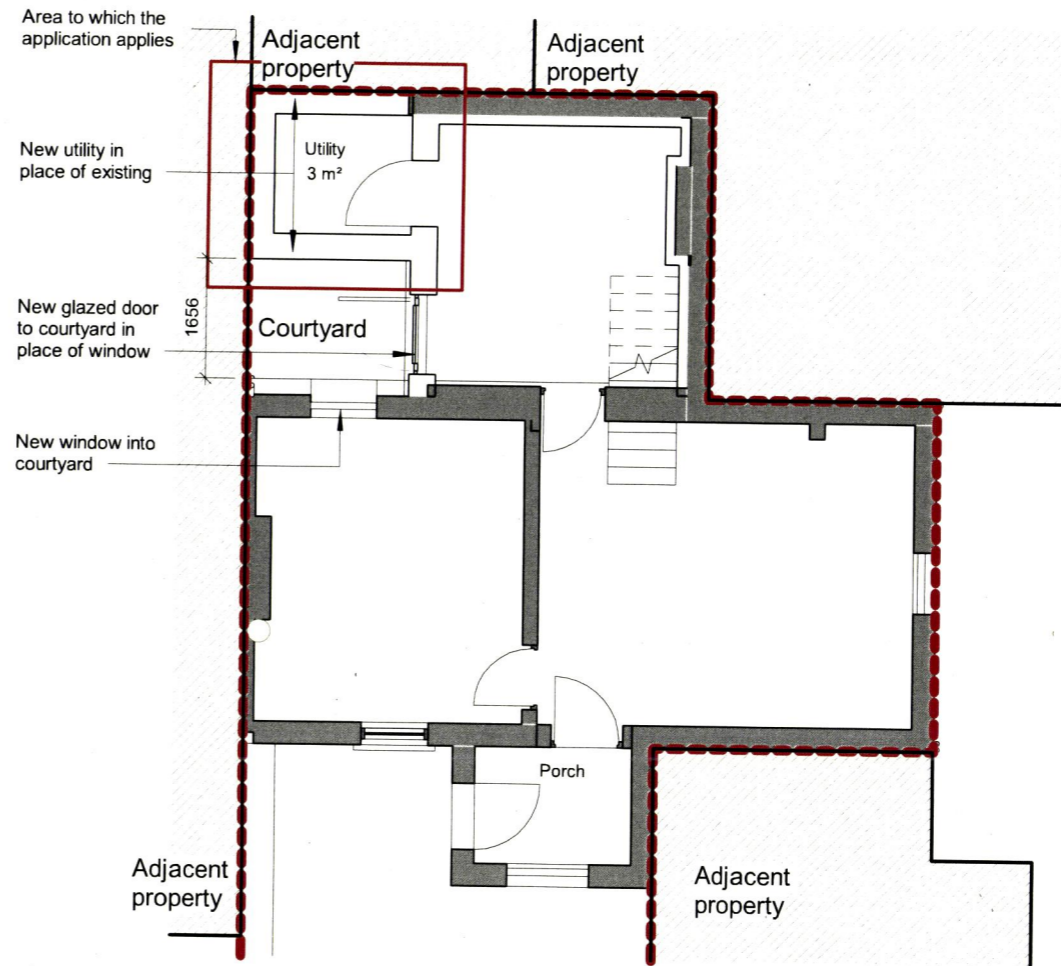 Area to which the
application applies
Adjacent
property
Adjacent
property
New utility in
place of existing
Utility
3 m²
New glazed door
to courtyard in
place of window
1656
Courtyard
New window into
courtyard
Porch
Adjacent
property
Adjacent
property